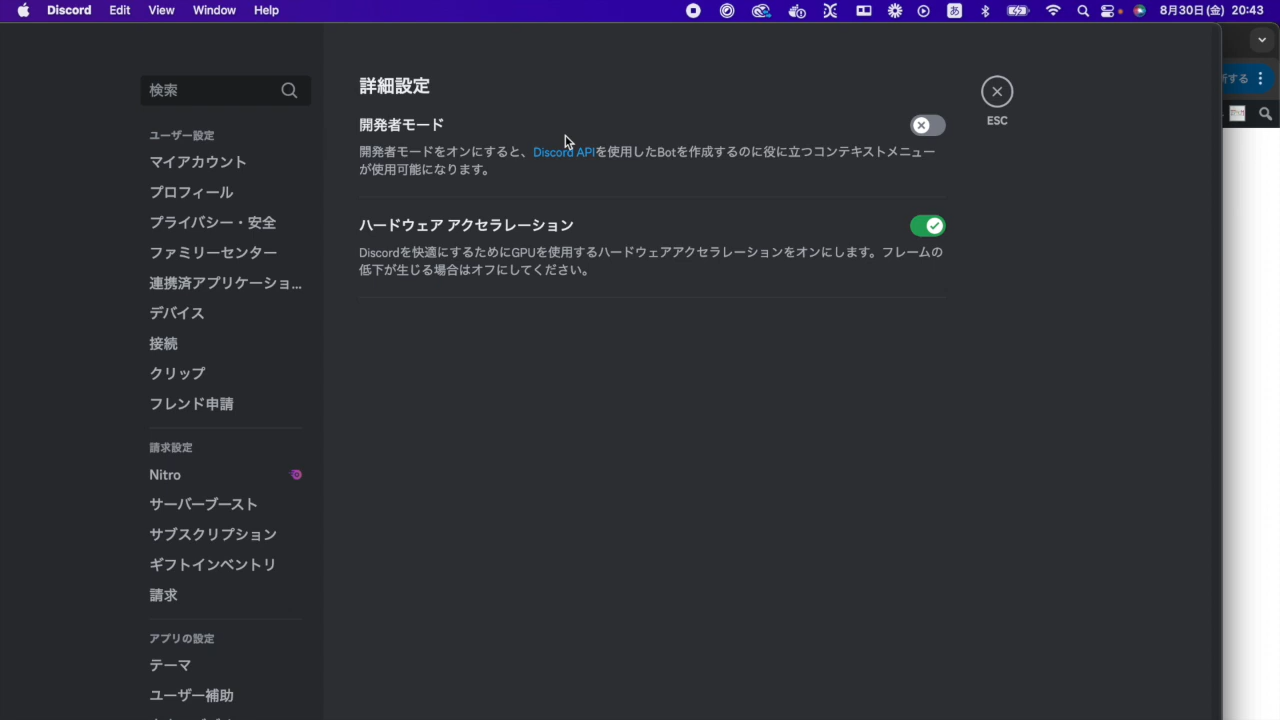 Discord Edit View Window Help
あ
8月30日(金) 20:43
検索
ユーザー設定
マイアカウント
プロフィール
プライバシー・安全
ファミリーセンター
連携済アプリケーショ...
デバイス
接続
クリップ
フレンド申請
請求設定
Nitro
サーバーブースト
サブスクリプション
ギフトインベントリ
請求
アプリの設定
テーマ
ユーザー補助
詳細設定
開発者モード
開発者モードをオンにすると、Discord APIを使用したBotを作成するのに役に立つコンテキストメニュー
が使用可能になります。
ハードウェア アクセラレーション
Discordを快適にするためにGPUを使用するハードウェアアクセラレーションをオンにします。フレームの
低下が生じる場合はオフにしてください。
ESC
する